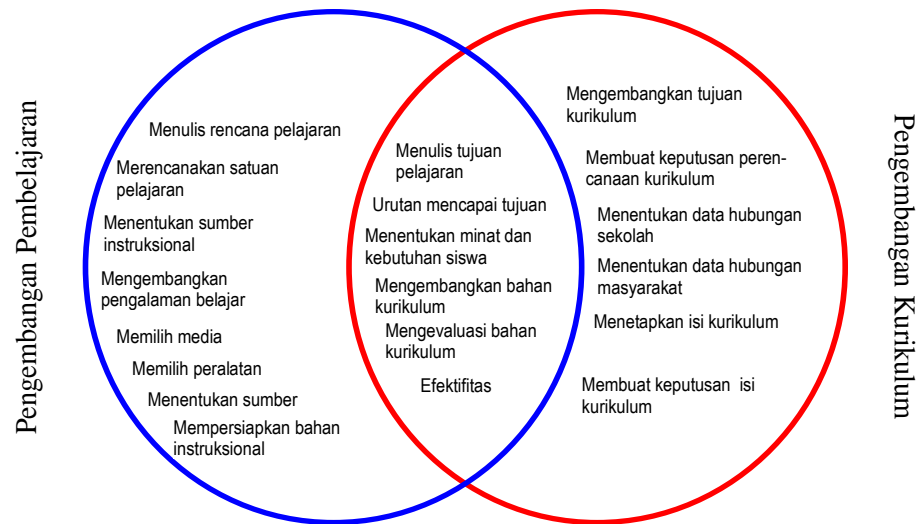 Pengembangan Pembelajaran
Menulis rencana pelajaran
Merencanakan satuan
pelajaran
Menentukan sumber
instruksional
Mengembangkan
pengalaman belajar
Memilih media
Memilih peralatan
Menentukan sumber
Mempersiapkan bahan
instruksional
Menulis tujuan
pelajaran
Urutan mencapai tujuan
Menentukan minat dan
kebutuhan siswa
Mengembangkan bahan
kurikulum
Mengevaluasi bahan
kurikulum
Efektifitas
Mengembangkan tujuan
kurikulum
Membuat keputusan peren-
canaan kurikulum
Menentukan data hubungan
sekolah
Menentukan data hubungan
masyarakat
Menetapkan isi kurikulum
Membuat keputusan isi
kurikulum
Pengembangan Kurikulum